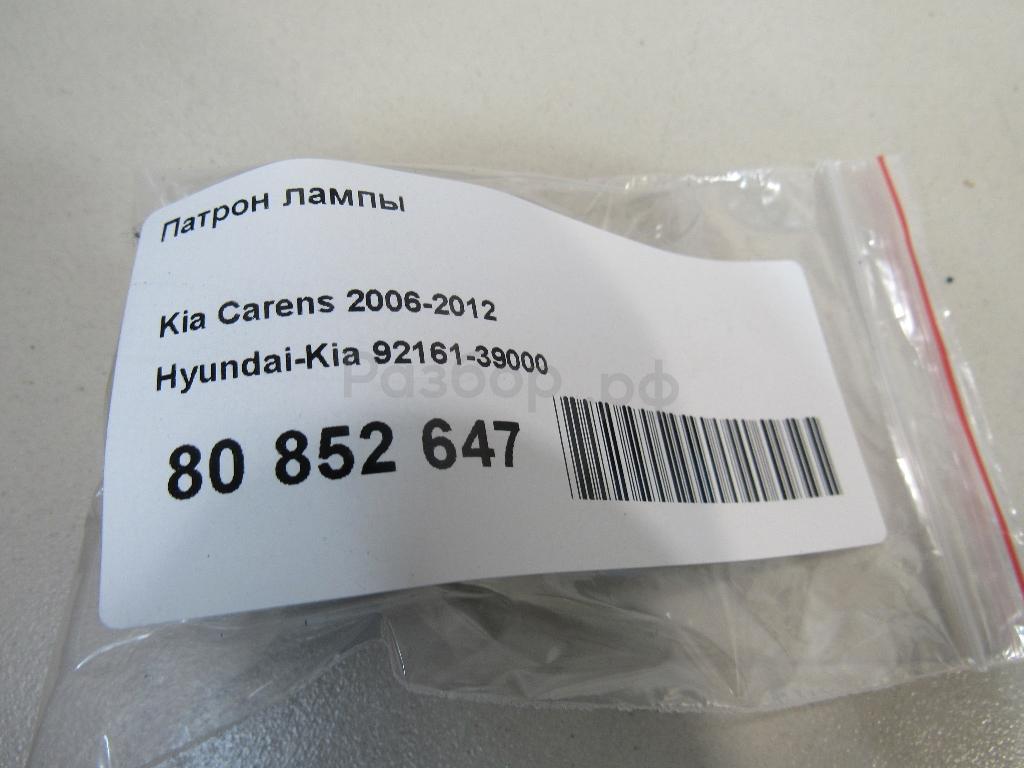 Патрон лампы
Kia Carens 2006-2012
Hyundai-Kia 92161-39000
Разбор.рф
80 852 647